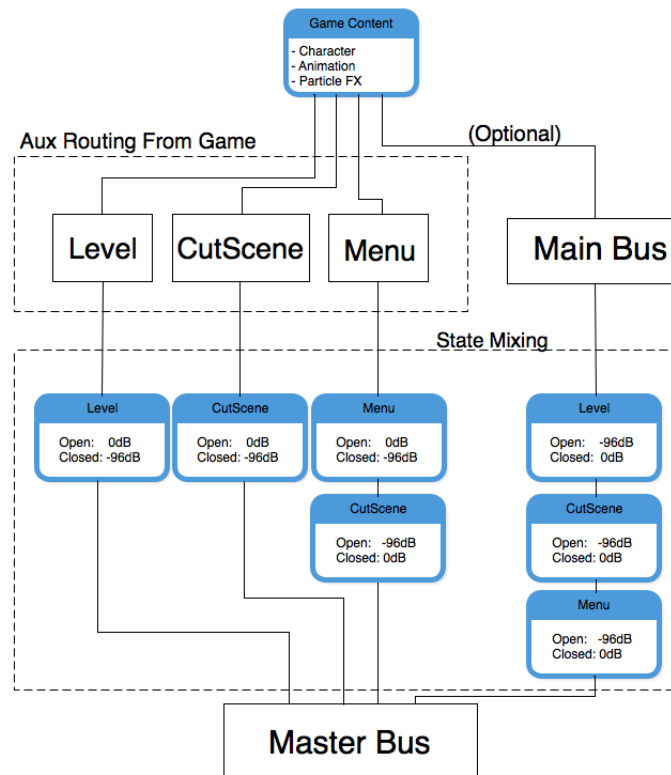 Game Content
- Character
- Animation
- Particle FX
Aux Routing From Game
(Optional)
Level
CutScene
Menu
Main Bus
State Mixing
Level
Open: 0dB
Closed: -96dB
CutScene
Open: 0dB
Closed: -96dB
Menu
Open: 0dB
Closed: -96dB
CutScene
Open: -96dB
Closed: 0dB
Level
Open: -96dB
Closed: 0dB
CutScene
Open: -96dB
Closed: 0dB
Menu
Open: -96dB
Closed: 0dB
Master Bus